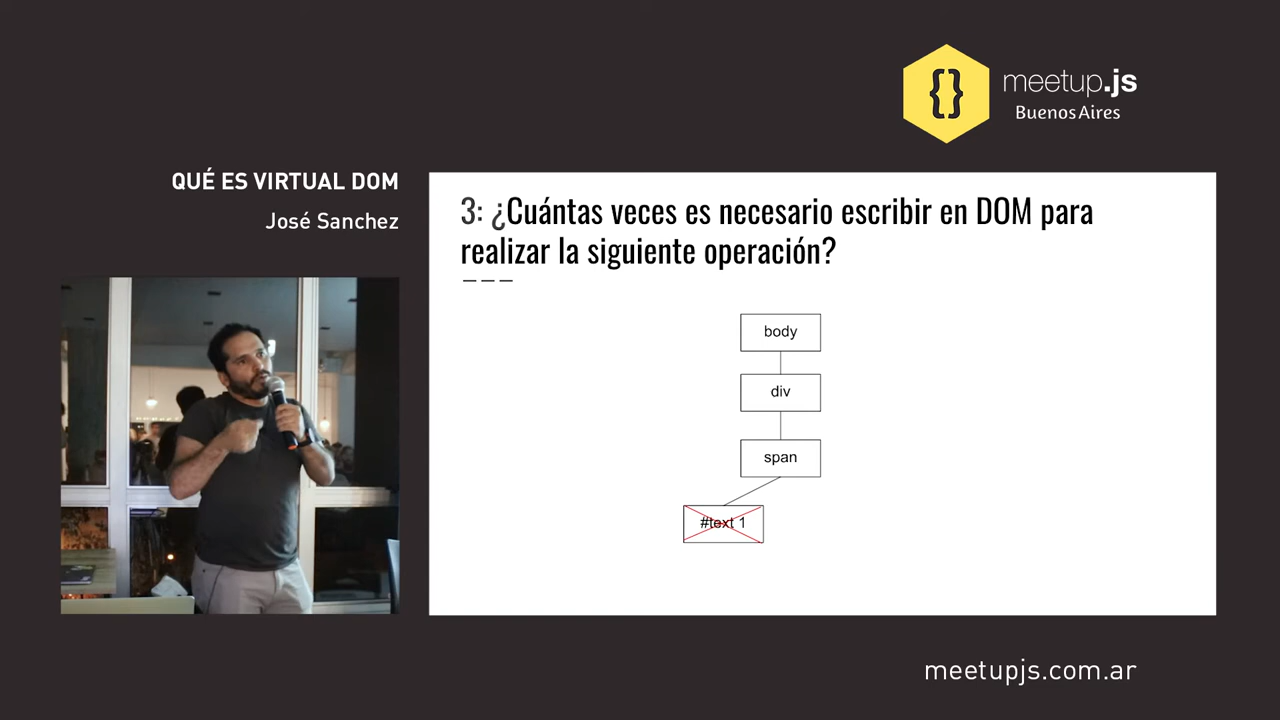 {} meetup.js
Buenos Aires
QUÉ ES VIRTUAL DOM
José Sanchez
3: ¿Cuántas veces es necesario escribir en DOM para
realizar la siguiente operación?
body
div
span
#text 1
meetupjs.com.ar